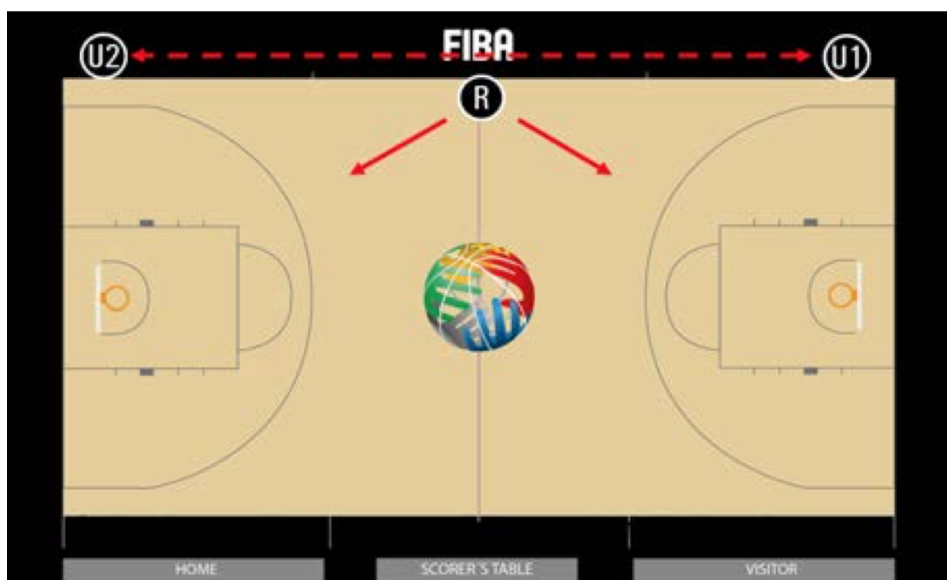 U2
FIBA
U1
R
HOME
SCORER'S TABLE
VISITOR